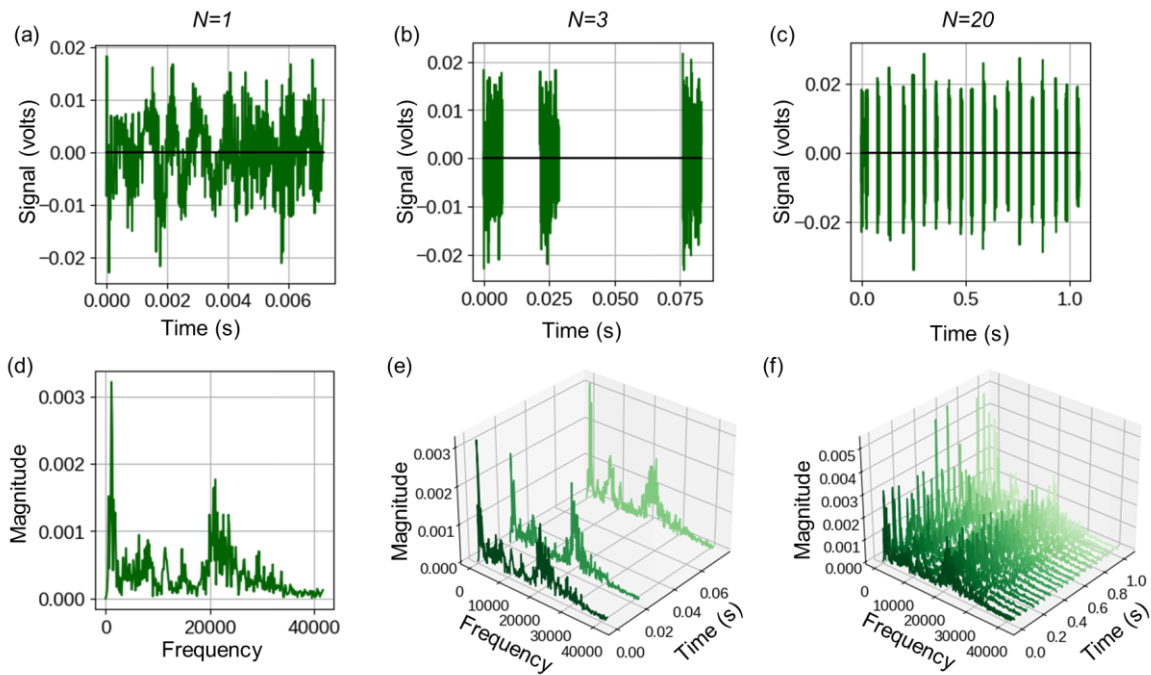 N=1
N=3
N=20
(a)
(b)
(c)
0.02
0.01
0.00
−0.01
−0.02
Signal (volts)
0.000 0.002 0.004 0.006
Time (s)
0.02
0.01
0.00
−0.01
−0.02
Signal (volts)
0.000 0.025 0.050 0.075
Time (s)
0.02
0.00
−0.02
Signal (volts)
0.0 0.5 1.0
Time (s)
(d)
(e)
(f)
0.003
0.002
0.001
0.000
Magnitude
0 20000 40000
Frequency
0.003
0.002
0.001
0.000
Magnitude
0 10000 20000 30000 40000
Frequency
0.00 0.02 0.04 0.06
Time (s)
0.005
0.004
0.003
0.002
0.001
0.000
Magnitude
0 10000 20000 30000 40000
Frequency
0.0 0.2 0.4 0.6 0.8 1.0
Time (s)